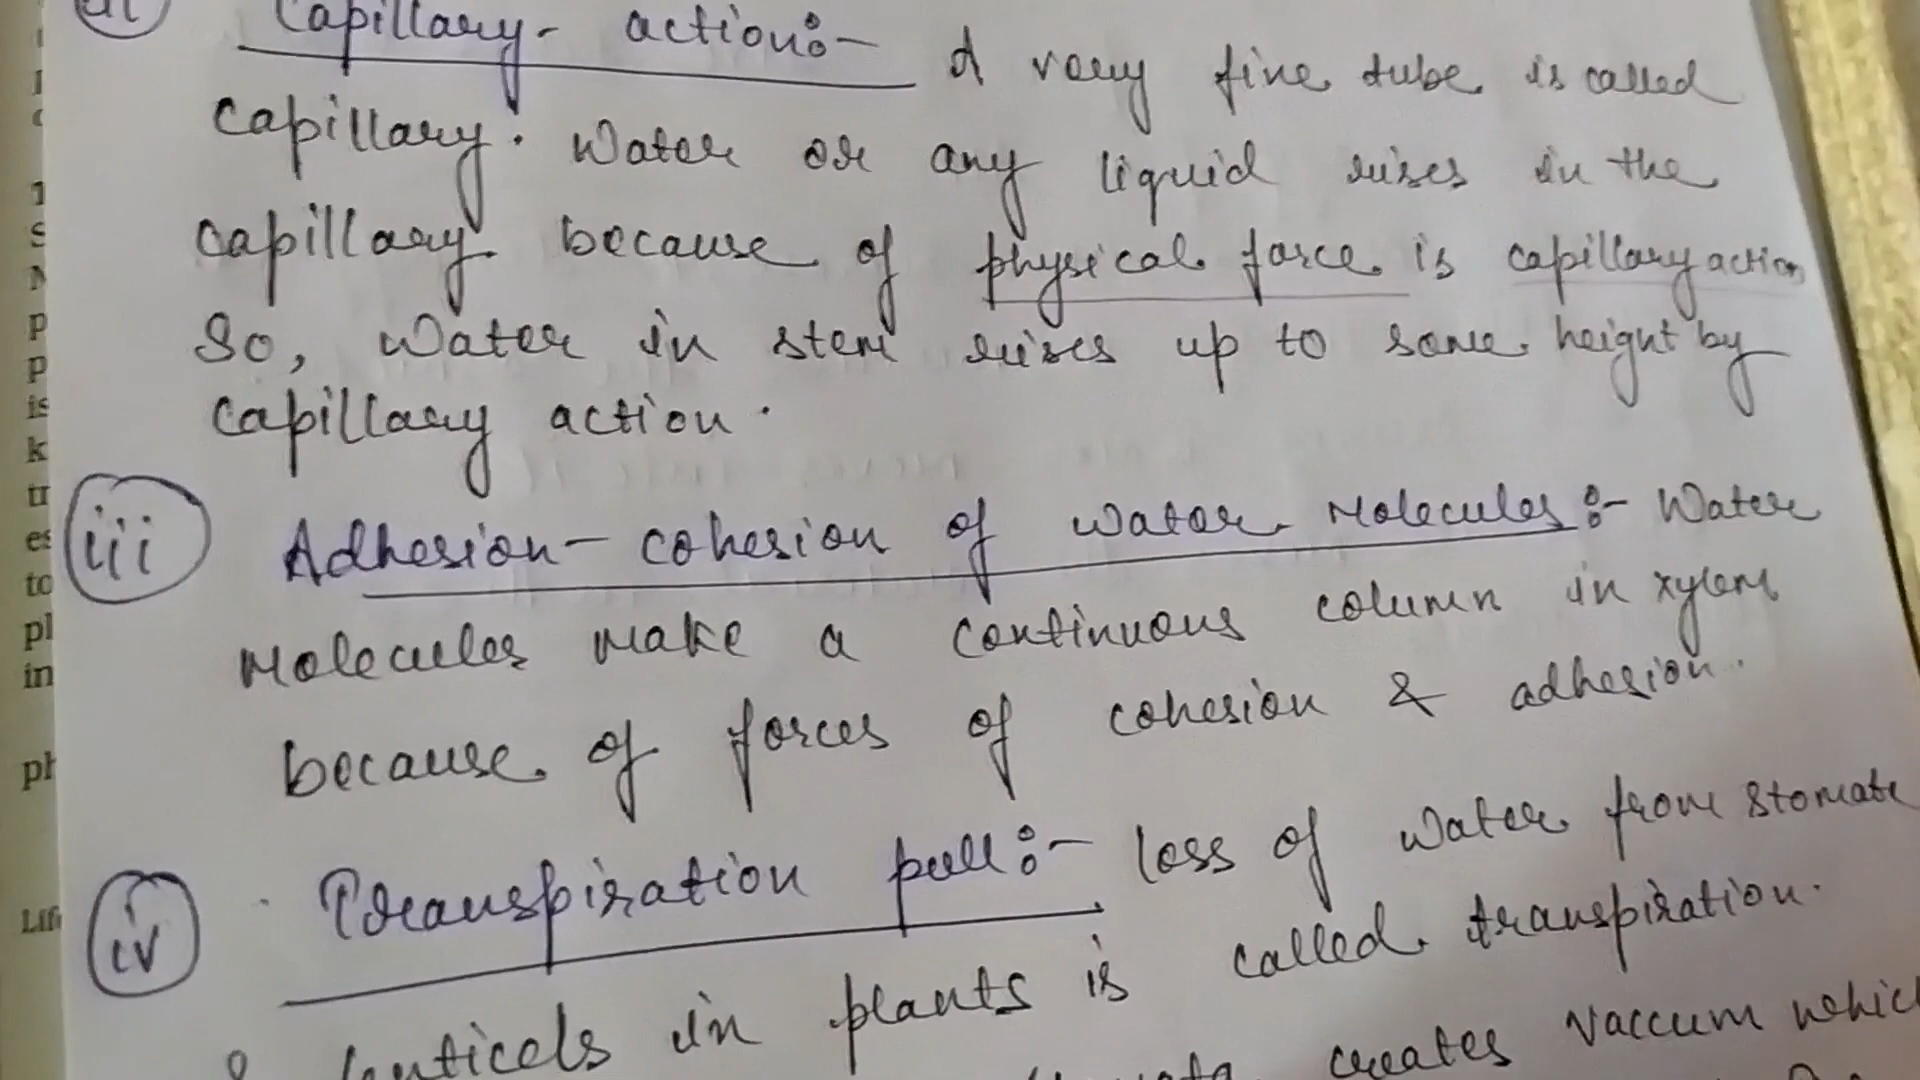 Capillary- action:-  A very fine tube is called
capillary. Water or any liquid rises in the
capillary because of physical force is capillary action
So, Water in stem rises up to some height by
capillary action.
iii Adhesion - cohesion of water Molecules :- Water
Molecules make a continuous column in xylem
because of forces of cohesion & adhesion.
iv Transpiration pull:- loss of water from stomate
& lenticels in plants is called transpiration.
creates vaccum which